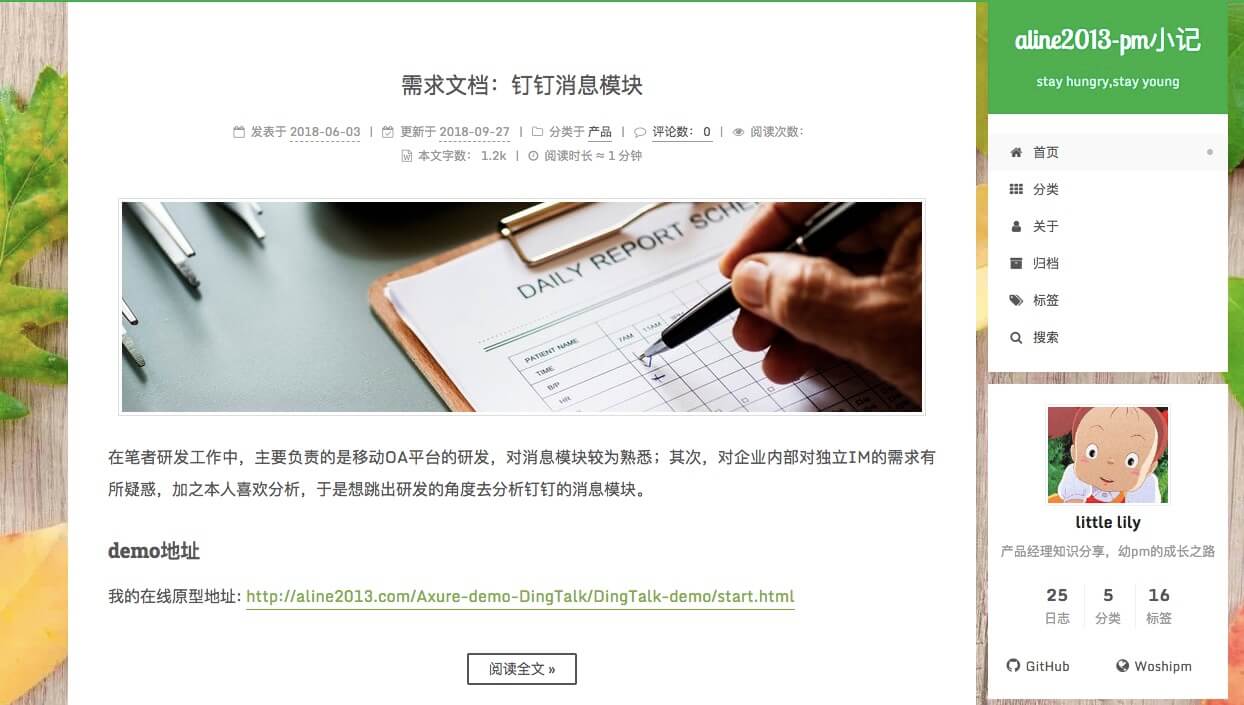 需求文档：钉钉消息模块
发表于 2018-06-03 | 更新于 2018-09-27 | 分类于 产品 | 评论数： 0 | 阅读次数：
本文字数： 1.2k | 阅读时长 ≈ 1 分钟
DAILY REPORT SCHE
PATIENT NAME
7AM 11AM 3PM
TIME
B/P
HR
在笔者研发工作中，主要负责的是移动OA平台的研发，对消息模块较为熟悉；其次，对企业内部对独立IM的需求有
所疑惑，加之本人喜欢分析，于是想跳出研发的角度去分析钉钉的消息模块。
demo地址
我的在线原型地址: http://aline2013.com/Axure-demo-DingTalk/DingTalk-demo/start.html
阅读全文 »
aline2013-pm小记
stay hungry,stay young
首页
分类
关于
归档
标签
搜索
little lily
产品经理知识分享，幼pm的成长之路
25 5 16
日志 分类 标签
GitHub Woshipm